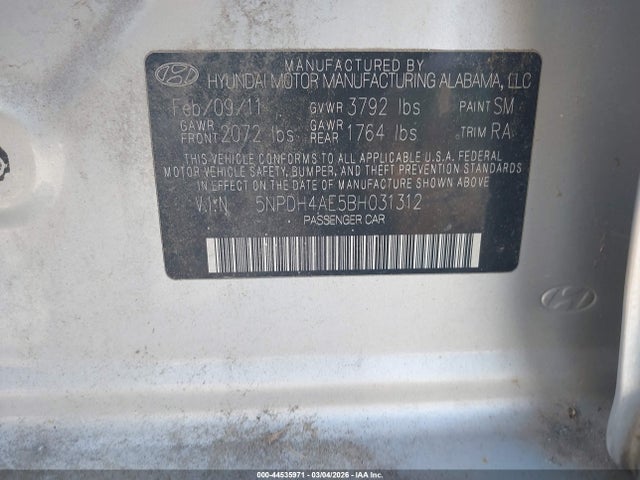 MANUFACTURED BY
HYUNDAI MOTOR MANUFACTURING ALABAMA, LLC
Feb/09/11 GVWR 3792 lbs PAINT SM
GAWR FRONT 2072 lbs GAWR REAR 1764 lbs TRIM RA
THIS VEHICLE CONFORMS TO ALL APPLICABLE U.S.A. FEDERAL
MOTOR VEHICLE SAFETY, BUMPER, AND THEFT PREVENTION STANDARDS
IN EFFECT ON THE DATE OF MANUFACTURE SHOWN ABOVE
V.I.N 5NPDH4AE5BH031312
PASSENGER CAR
000-44535971 - 03/04/2026 - IAAI.COM